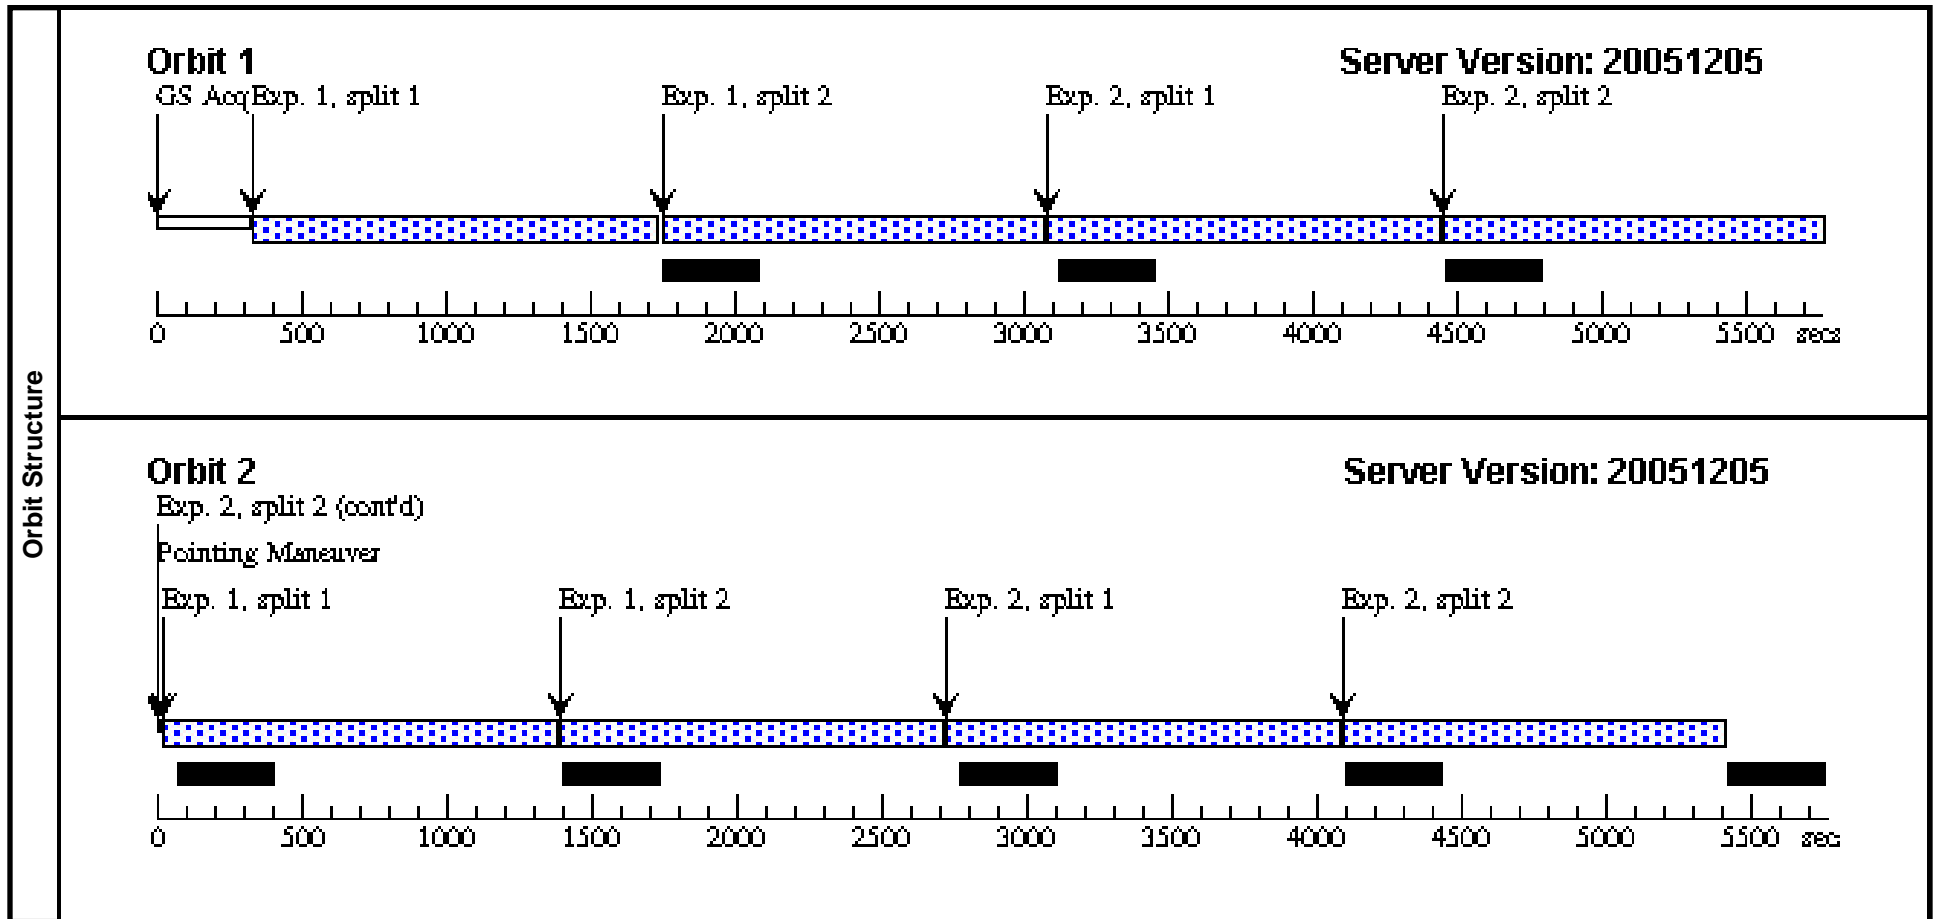 Orbit Structure
Orbit 1
Server Version: 20051205
GS Acq Exp. 1, split 1
Exp. 1, split 2
Exp. 2, split 1
Exp. 2, split 2
0 500 1000 1500 2000 2500 3000 3500 4000 4500 5000 5500 secs
Orbit 2
Server Version: 20051205
Exp. 2, split 2 (cont'd)
Pointing Maneuver
Exp. 1, split 1
Exp. 1, split 2
Exp. 2, split 1
Exp. 2, split 2
0 500 1000 1500 2000 2500 3000 3500 4000 4500 5000 5500 sec